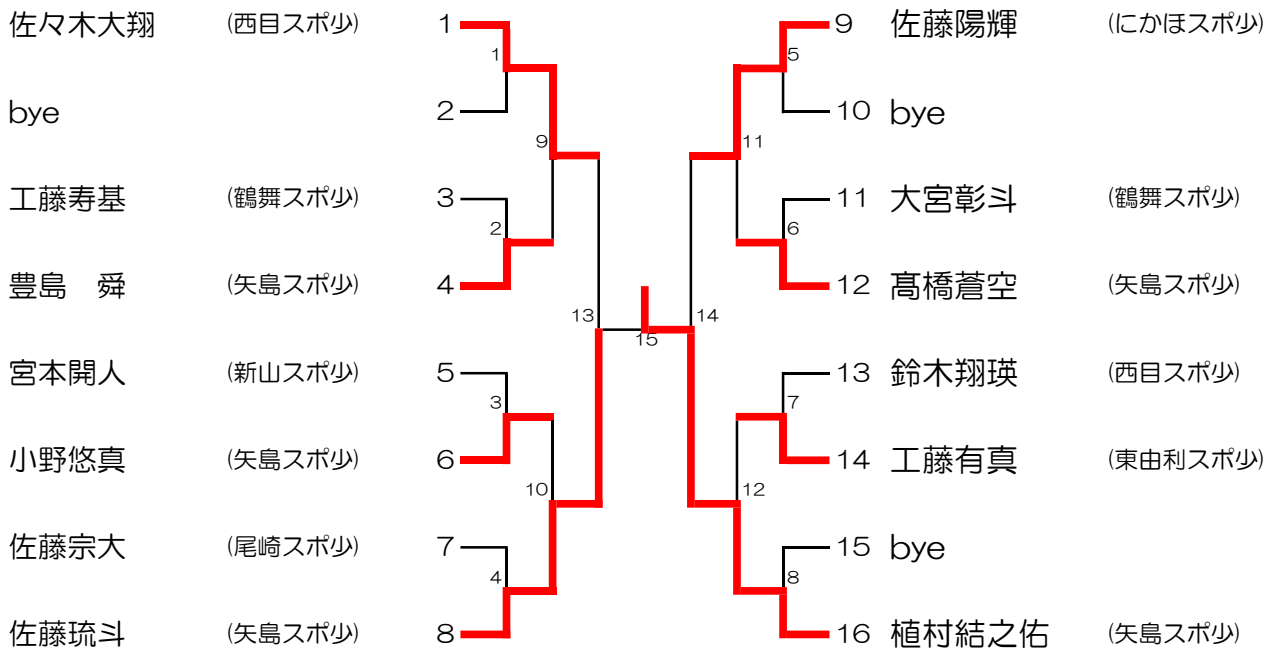 佐々木大翔 (西目スポ少) 1
9 佐藤陽輝 (にかほスポ少)
1
5
bye 2
10 bye
9
11
工藤寿基 (鶴舞スポ少) 3
11 大宮彰斗 (鶴舞スポ少)
2
6
豊島 舜 (矢島スポ少) 4
12 髙橋蒼空 (矢島スポ少)
13
14
15
宮本開人 (新山スポ少) 5
13 鈴木翔瑛 (西目スポ少)
3
7
小野悠真 (矢島スポ少) 6
14 工藤有真 (東由利スポ少)
10
12
佐藤宗大 (尾崎スポ少) 7
15 bye
4
8
佐藤琉斗 (矢島スポ少) 8
16 植村結之佑 (矢島スポ少)